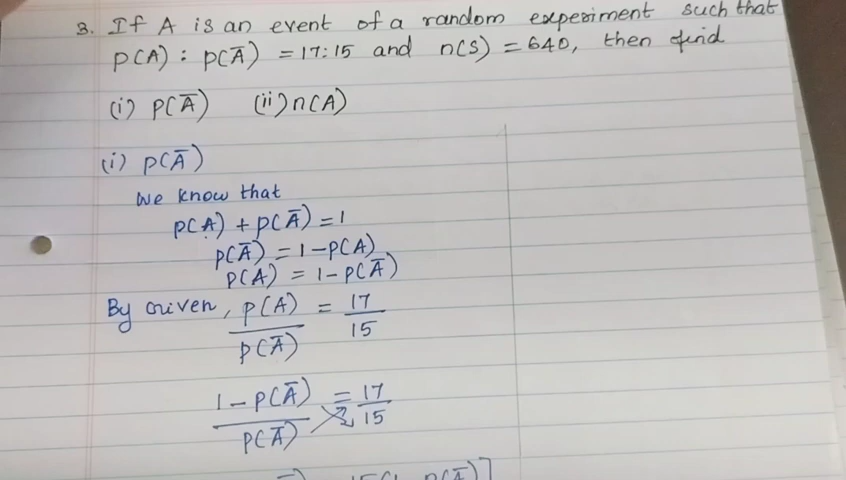 3. If A is an event of a random experiment such that
P(A) : P(Ā) = 17:15 and n(S) = 640, then find
(i) P(Ā) (ii) n(A)
(i) P(Ā)
We know that
P(A) + P(Ā) = 1
P(Ā) = 1 - P(A)
P(A) = 1 - P(Ā)
By Given, P(A)/P(Ā) = 17/15
1 - P(Ā)/P(Ā) = 17/15